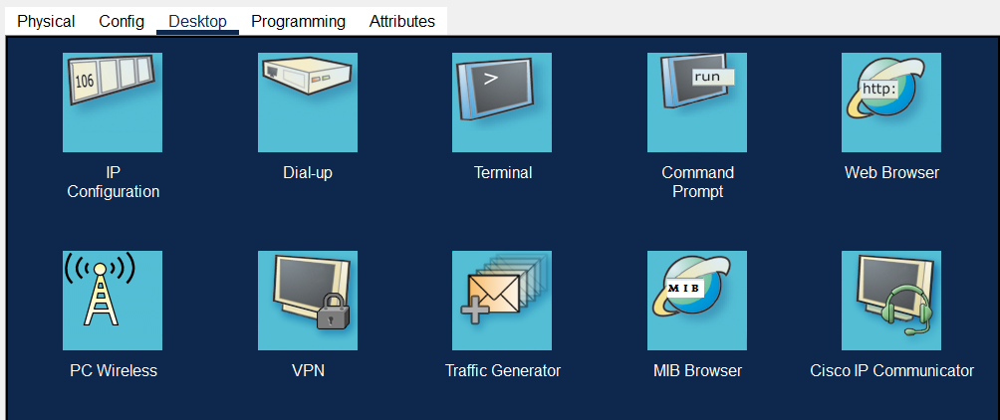 Physical Config Desktop Programming Attributes
106
>
run
http:
IP
Configuration
Dial-up
Terminal
Command
Prompt
Web Browser
MIB
PC Wireless
VPN
Traffic Generator
MIB Browser
Cisco IP Communicator